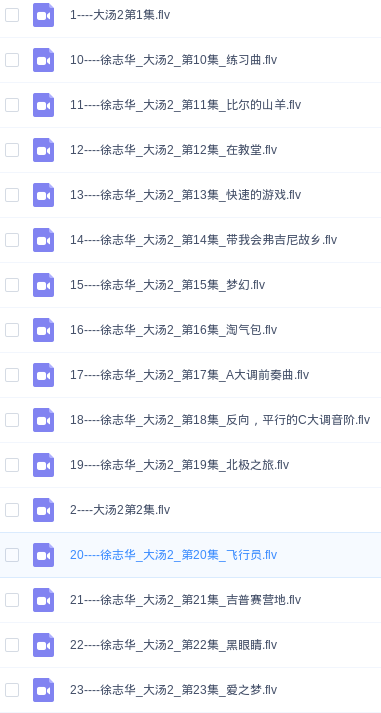 1----大汤2第1集.flv
10----徐志华_大汤2_第10集_练习曲.flv
11----徐志华_大汤2_第11集_比尔的山羊.flv
12----徐志华_大汤2_第12集_在教堂.flv
13----徐志华_大汤2_第13集_快速的游戏.flv
14----徐志华_大汤2_第14集_带我会弗吉尼故乡.flv
15----徐志华_大汤2_第15集_梦幻.flv
16----徐志华_大汤2_第16集_淘气包.flv
17----徐志华_大汤2_第17集_A大调前奏曲.flv
18----徐志华_大汤2_第18集_反向，平行的C大调音阶.flv
19----徐志华_大汤2_第19集_北极之旅.flv
2----大汤2第2集.flv
20----徐志华_大汤2_第20集_飞行员.flv
21----徐志华_大汤2_第21集_吉普赛营地.flv
22----徐志华_大汤2_第22集_黑眼睛.flv
23----徐志华_大汤2_第23集_爱之梦.flv